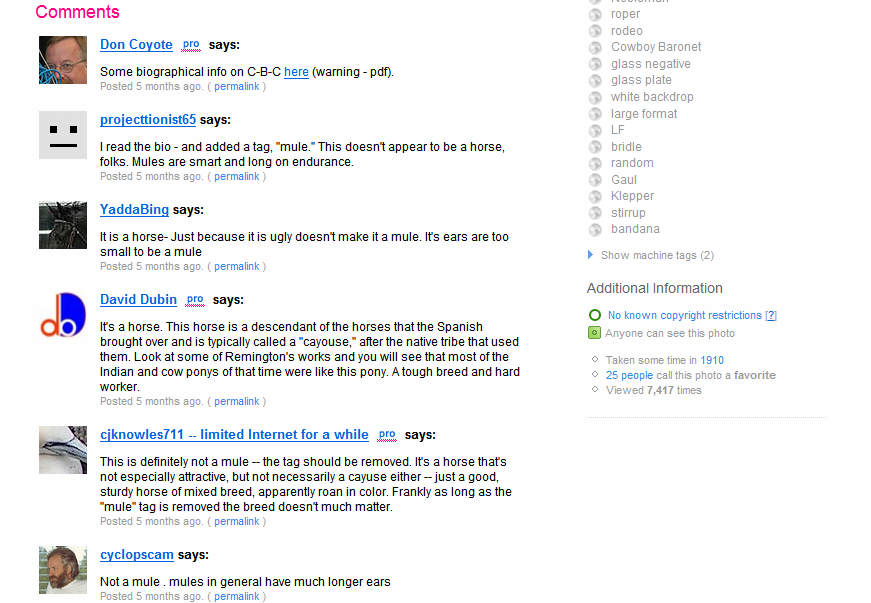 Comments
Don Coyote pro says:
Some biographical info on C-B-C here (warning - pdf).
Posted 5 months ago. ( permalink )
projecttionist65 says:
I read the bio - and added a tag, "mule." This doesn't appear to be a horse,
folks. Mules are smart and long on endurance.
Posted 5 months ago. ( permalink )
YaddaBing says:
It is a horse- Just because it is ugly doesn't make it a mule. It's ears are too
small to be a mule
Posted 5 months ago. ( permalink )
David Dubin pro says:
It's a horse. This horse is a descendant of the horses that the Spanish
brought over and is typically called a "cayouse," after the native tribe that used
them. Look at some of Remington's works and you will see that most of the
Indian and cow ponys of that time were like this pony. A tough breed and hard
worker.
Posted 5 months ago. ( permalink )
cjknowles711 -- limited Internet for a while pro says:
This is definitely not a mule -- the tag should be removed. It's a horse that's
not especially attractive, but not necessarily a cayuse either -- just a good,
sturdy horse of mixed breed, apparently roan in color. Frankly as long as the
"mule" tag is removed the breed doesn't much matter.
Posted 5 months ago. ( permalink )
cyclopscam says:
Not a mule . mules in general have much longer ears
Posted 5 months ago. ( permalink )
roper
rodeo
Cowboy Baronet
glass negative
glass plate
white backdrop
large format
LF
bridle
random
Gaul
Klepper
stirrup
bandana
Show machine tags (2)
Additional Information
No known copyright restrictions [?]
Anyone can see this photo
Taken some time in 1910
25 people call this photo a favorite
Viewed 7,417 times